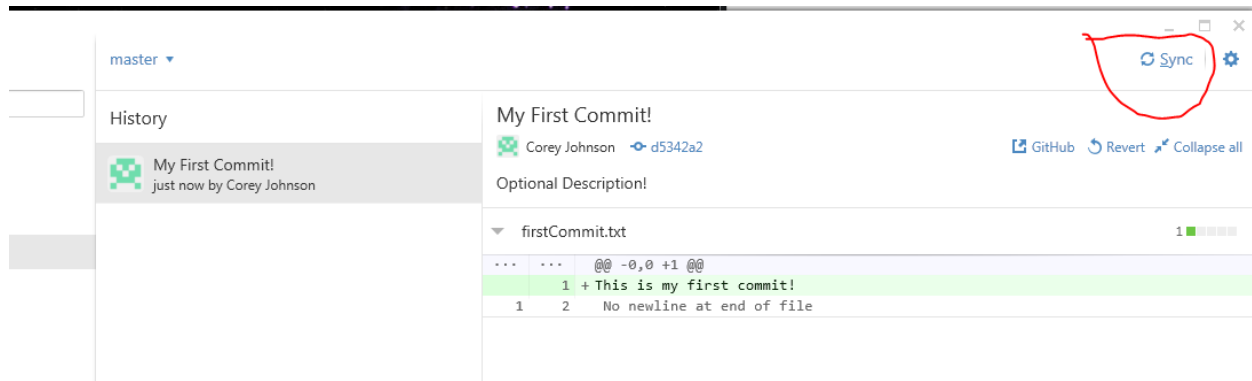 master
Sync
History
My First Commit!
just now by Corey Johnson
My First Commit!
Corey Johnson d5342a2
GitHub Revert Collapse all
Optional Description!
firstCommit.txt 1
... ... @@ -0,0 +1 @@
1 + This is my first commit!
1 2 No newline at end of file